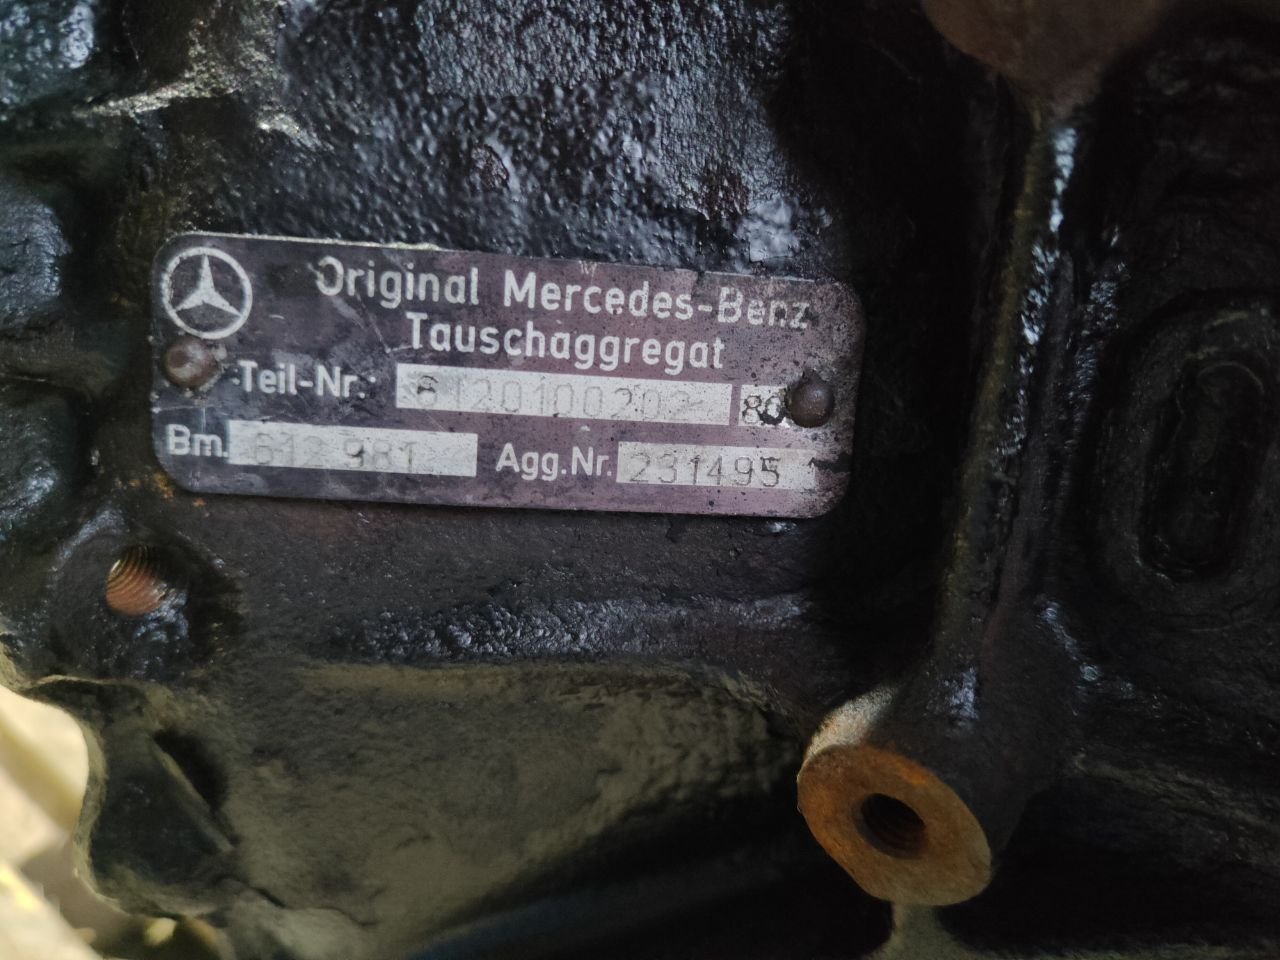 Original Mercedes-Benz
Tauschaggregat
Teil-Nr.: 6120100202 80
Bm. 612 981 Agg.Nr. 231495